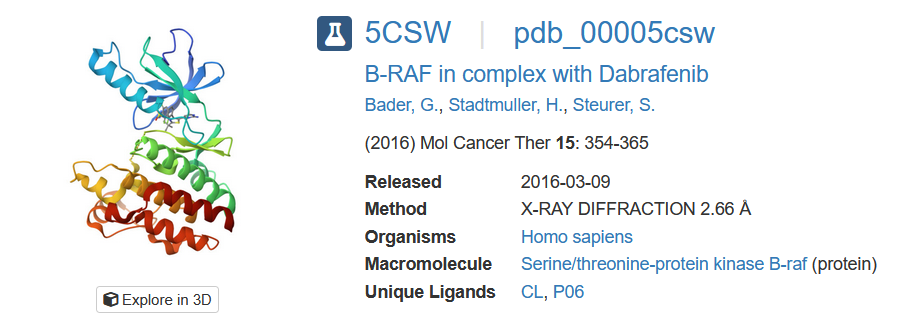 5CSW | pdb_00005csw
B-RAF in complex with Dabrafenib
Bader, G., Stadtmuller, H., Steurer, S.
(2016) Mol Cancer Ther 15: 354-365
Released 2016-03-09
Method X-RAY DIFFRACTION 2.66 Å
Organisms Homo sapiens
Macromolecule Serine/threonine-protein kinase B-raf (protein)
Unique Ligands CL, P06
Explore in 3D